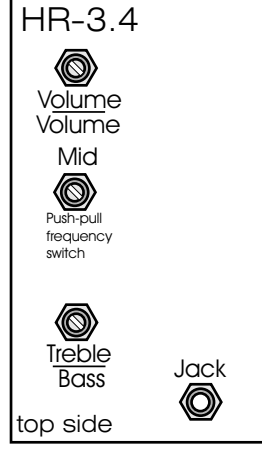 HR-3.4
Volume
Volume
Mid
Push-pull
frequency
switch
Treble
Bass
Jack
top side